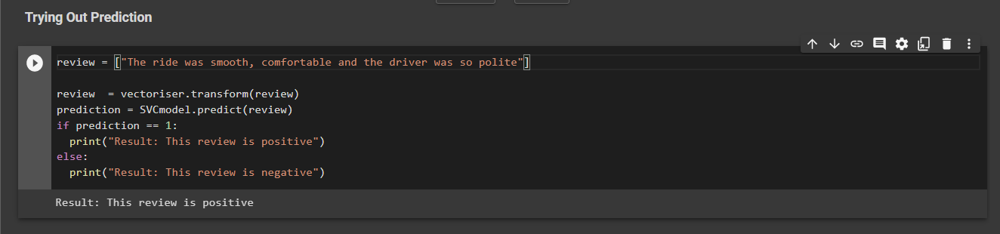 Trying Out Prediction
review = ["The ride was smooth, comfortable and the driver was so polite"]
review  = vectoriser.transform(review)
prediction = SVCmodel.predict(review)
if prediction == 1:
  print("Result: This review is positive")
else:
  print("Result: This review is negative")
Result: This review is positive